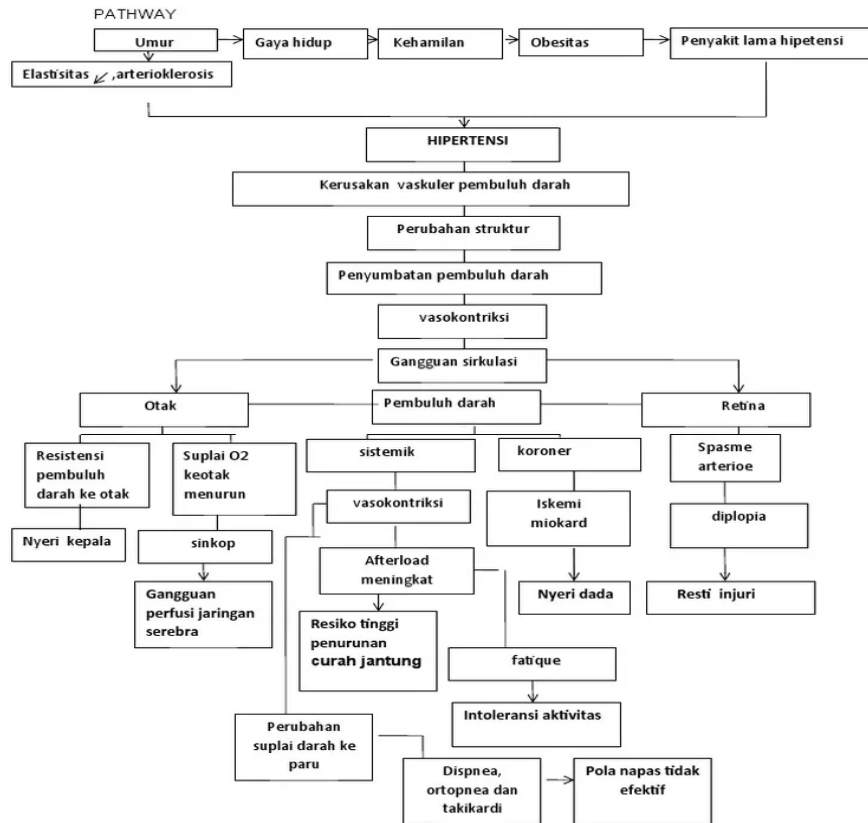 PATHWAY
Umur
Gaya hidup
Kehamilan
Obesitas
Penyakit lama hipetensi
Elastisitas ↙ ,arterioklerosis
HIPERTENSI
Kerusakan vaskuler pembuluh darah
Perubahan struktur
Penyumbatan pembuluh darah
vasokontriksi
Gangguan sirkulasi
Otak
Pembuluh darah
Retina
Resistensi
pembuluh
darah ke otak
Suplai O2
keotak
menurun
sistemik
koroner
Spasme
arterioe
Nyeri kepala
sinkop
vasokontriksi
Iskemi
miokard
diplopia
Gangguan
perfusi jaringan
serebra
Afterload
meningkat
Nyeri dada
Resti injuri
Resiko tinggi
penurunan
curah jantung
fatique
Intoleransi aktivitas
Perubahan
suplai darah ke
paru
Dispnea,
ortopnea dan
takikardi
Pola napas tidak
efektif